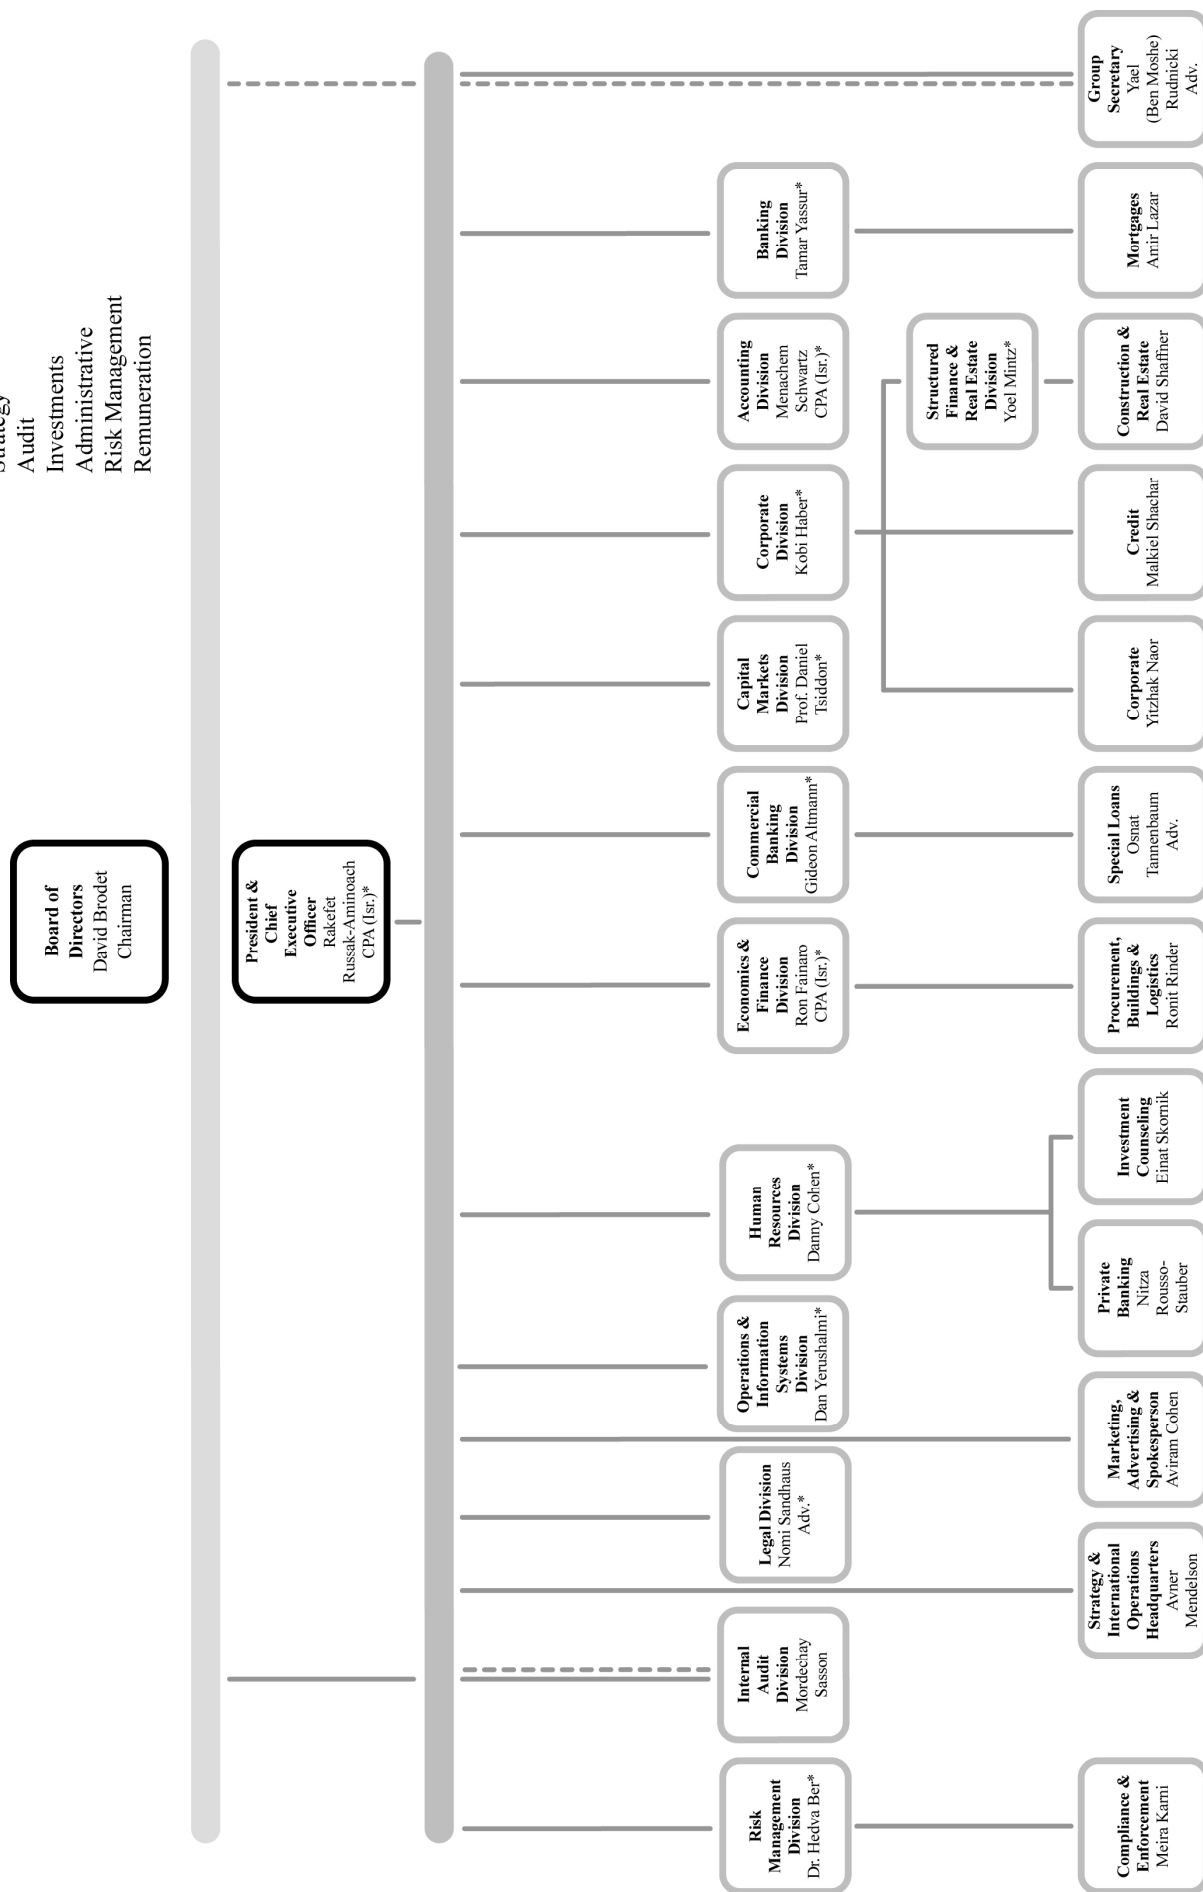 Board of
Directors
David Brodet
Chairman
Strategy
Audit
Investments
Administrative
Risk Management
Remuneration
President &
Chief
Executive
Officer
Rakefet
Russak-Aminoach
CPA (Isr.)*
Risk
Management
Division
Dr. Hedva Ber*
Internal
Audit
Division
Mordechay
Sasson
Legal Division
Nomi Sandhaus
Adv.*
Operations &
Information
Systems
Division
Dan Yerushalmi*
Human
Resources
Division
Danny Cohen*
Economics &
Finance
Division
Ron Fainaro
CPA (Isr.)*
Commercial
Banking
Division
Gideon Altmann*
Capital
Markets
Division
Prof. Daniel
Tsiddon*
Corporate
Division
Kobi Haber*
Accounting
Division
Menachem
Schwartz
CPA (Isr.)*
Banking
Division
Tamar Yassur*
Structured
Finance &
Real Estate
Division
Yoel Mintz*
Compliance &
Enforcement
Meira Karni
Strategy &
International
Operations
Headquarters
Avner
Mendelson
Marketing,
Advertising &
Spokesperson
Aviram Cohen
Private
Banking
Nitza
Rousso-
Stauber
Investment
Counseling
Einat Skornik
Procurement,
Buildings &
Logistics
Ronit Rinder
Special Loans
Osnat
Tannenbaum
Adv.
Corporate
Yitzhak Naor
Credit
Malkiel Shachar
Construction &
Real Estate
David Shaffner
Mortgages
Amir Lazar
Group
Secretary
Yael
(Ben Moshe)
Rudnicki
Adv.